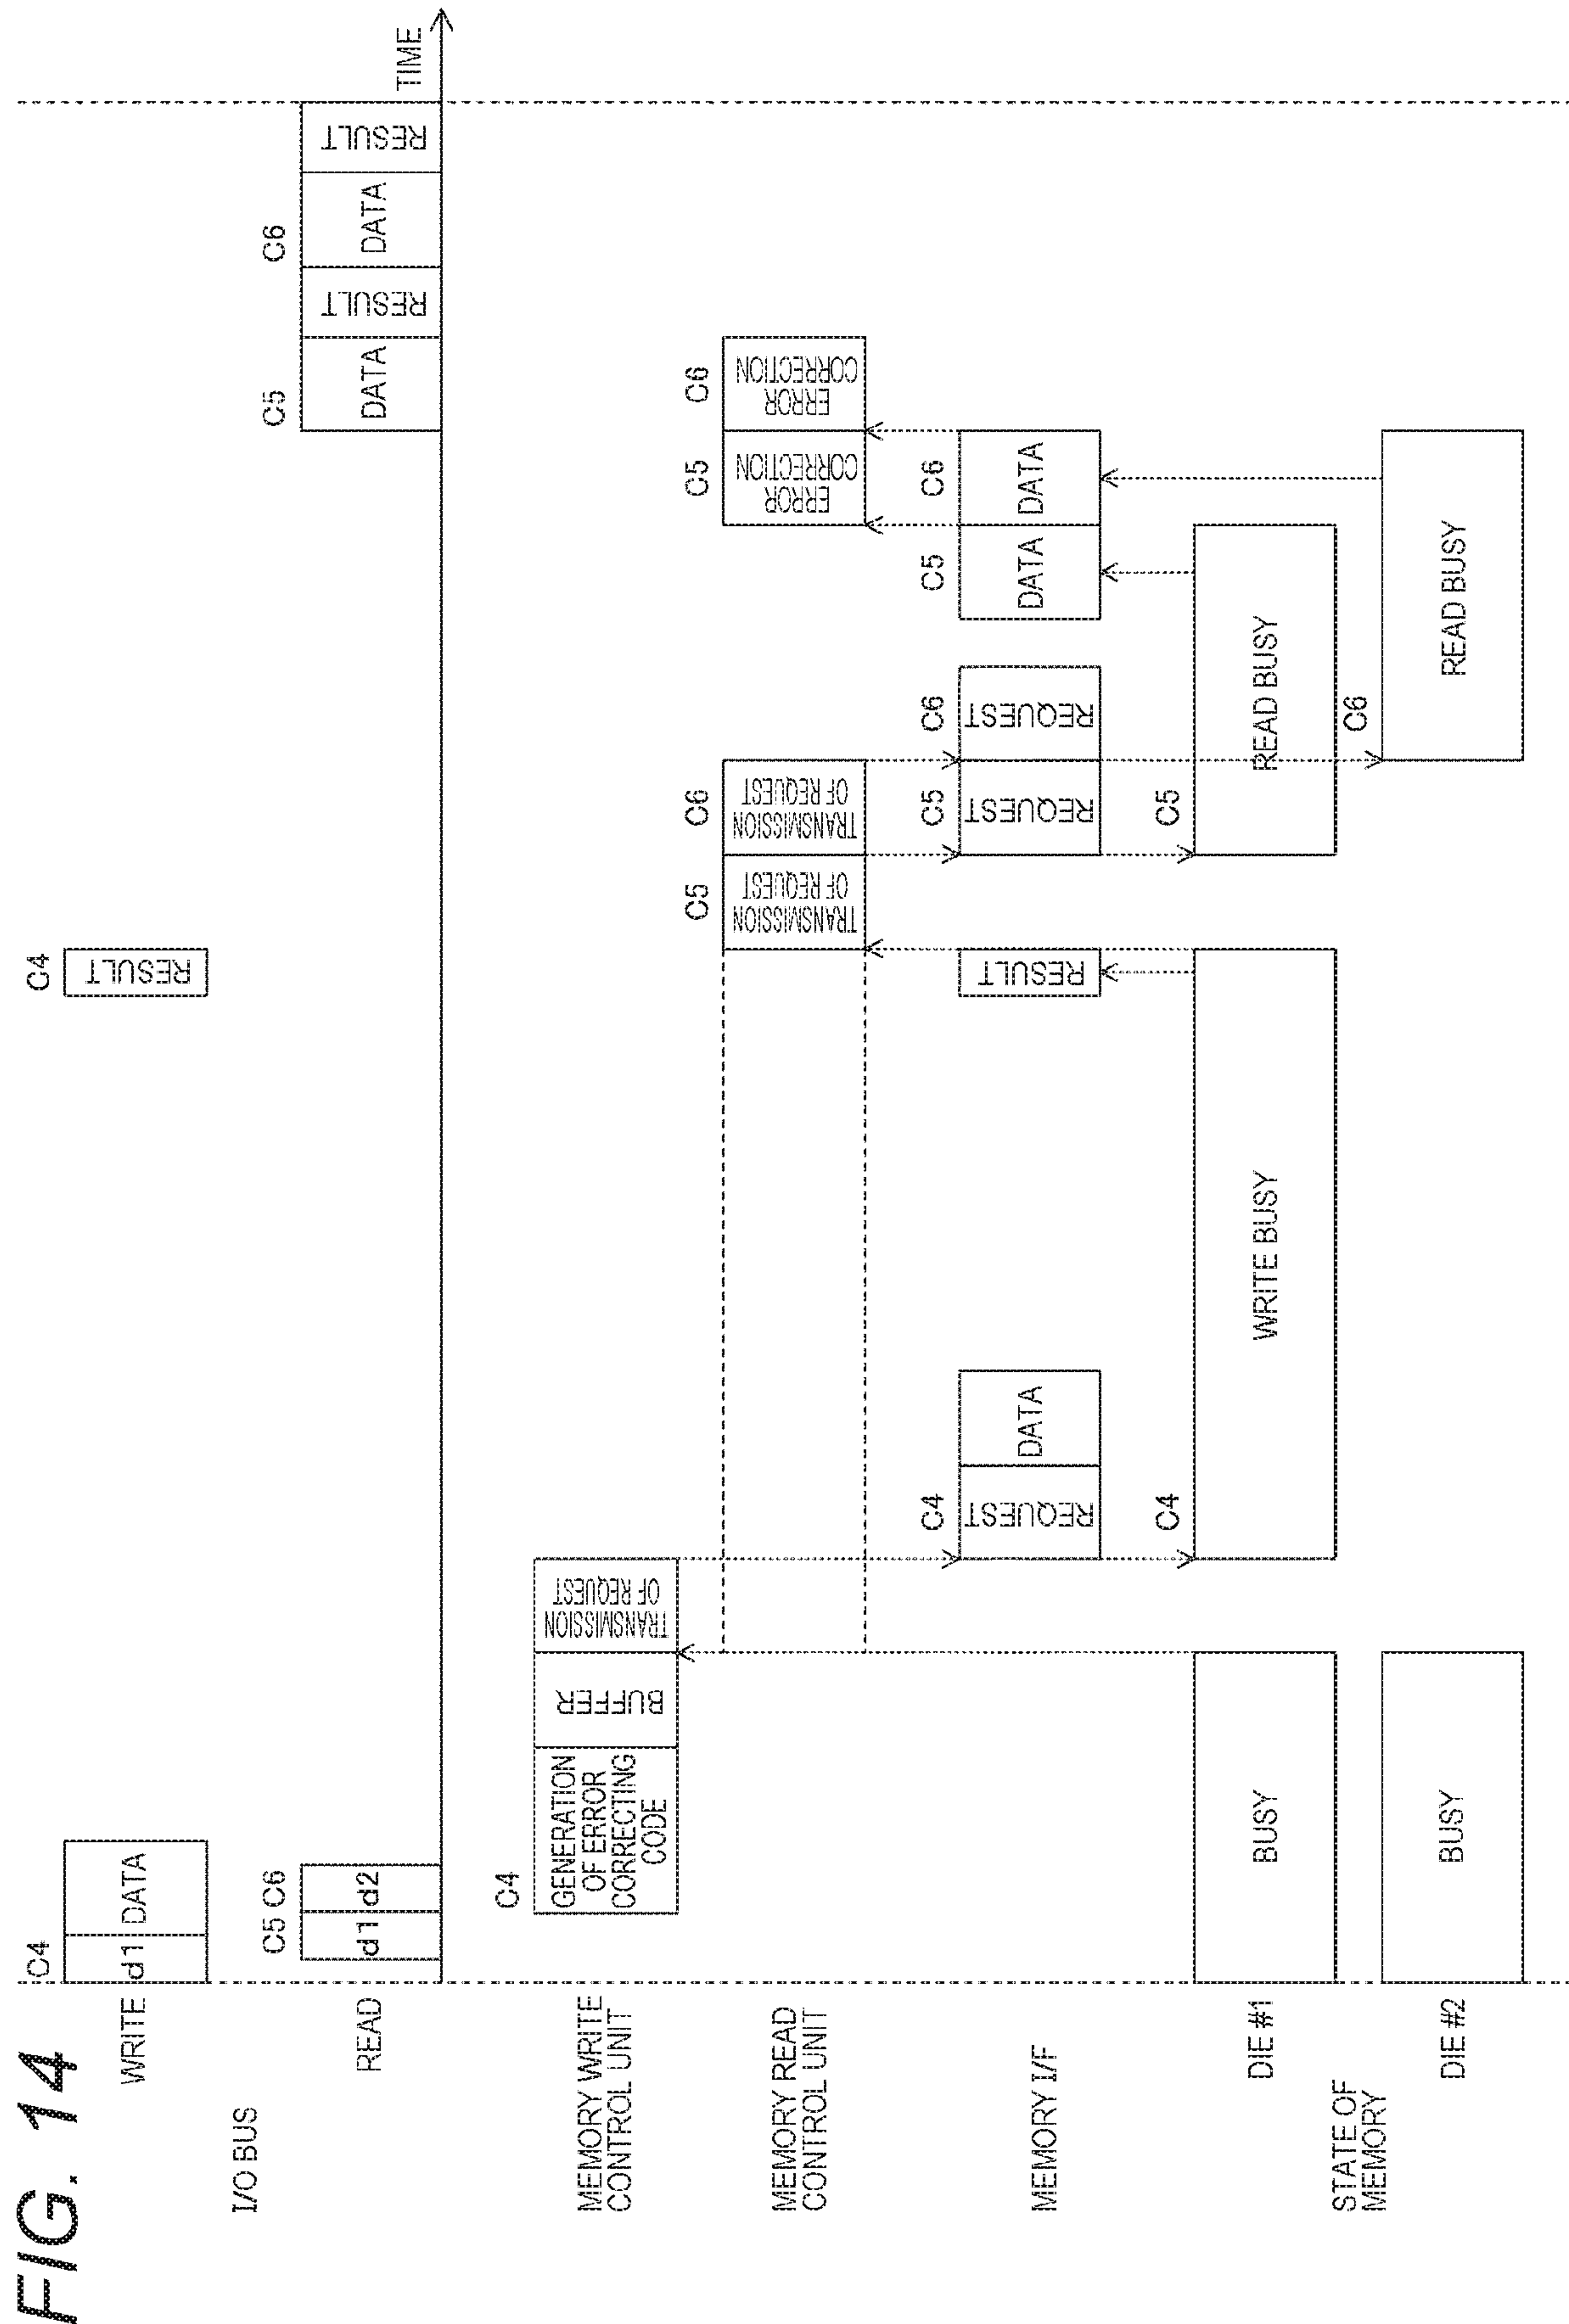 FIG. 14
I/O BUS
WRITE
C4
d1
DATA
C4
RESULT
READ
C5
d1
C6
d2
C5
DATA
RESULT
C6
DATA
RESULT
TIME
MEMORY WRITE
CONTROL UNIT
C4
GENERATION
OF ERROR
CORRECTING
CODE
BUFFER
TRANSMISSION
OF REQUEST
MEMORY READ
CONTROL UNIT
C5
TRANSMISSION
OF REQUEST
C6
TRANSMISSION
OF REQUEST
C5
ERROR
CORRECTION
C6
ERROR
CORRECTION
MEMORY I/F
C4
REQUEST
DATA
RESULT
C5
REQUEST
C6
REQUEST
C5
DATA
C6
DATA
STATE OF
MEMORY
DIE #1
BUSY
C4
WRITE BUSY
C5
READ BUSY
DIE #2
BUSY
C6
READ BUSY